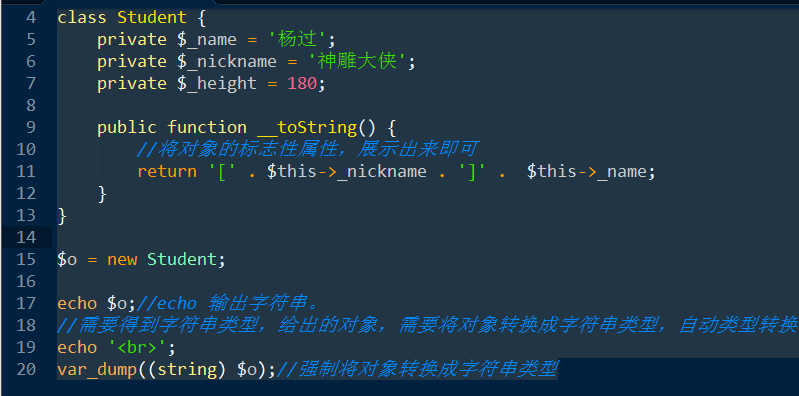 4 class Student {
5 private $_name = '杨过';
6 private $_nickname = '神雕大侠';
7 private $_height = 180;
8
9 public function __toString() {
10 //将对象的标志性属性，展示出来即可
11 return '[' . $this->_nickname . ']' .  $this->_name;
12 }
13 }
14
15 $o = new Student;
16
17 echo $o;//echo 输出字符串。
18 //需要得到字符串类型，给出的对象，需要将对象转换成字符串类型，自动类型转换
19 echo '<br>';
20 var_dump((string) $o);//强制将对象转换成字符串类型